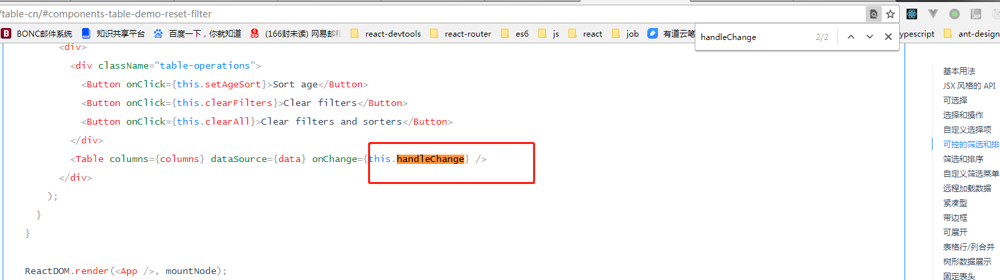 /table-cn/#components-table-demo-reset-filter
BONC邮件系统 知识共享平台 百度一下，你就知道 (166封未读) 网易邮箱 react-devtools react-router es6 js react job 有道云笔 typescript ant-design
handleChange 2/2
<div>
<div className="table-operations">
<Button onClick={this.setAgeSort}>Sort age</Button>
<Button onClick={this.clearFilters}>Clear filters</Button>
<Button onClick={this.clearAll}>Clear filters and sorters</Button>
</div>
<Table columns={columns} dataSource={data} onChange={this.handleChange} />
</div>
);
}
}
ReactDOM.render(<App />, mountNode);
基本用法
JSX 风格的 API
可选择
选择和操作
自定义选择项
可控的筛选和排
筛选和排序
自定义筛选菜单
远程加载数据
紧凑型
带边框
可展开
表格行/列合并
树形数据展示
固定表头